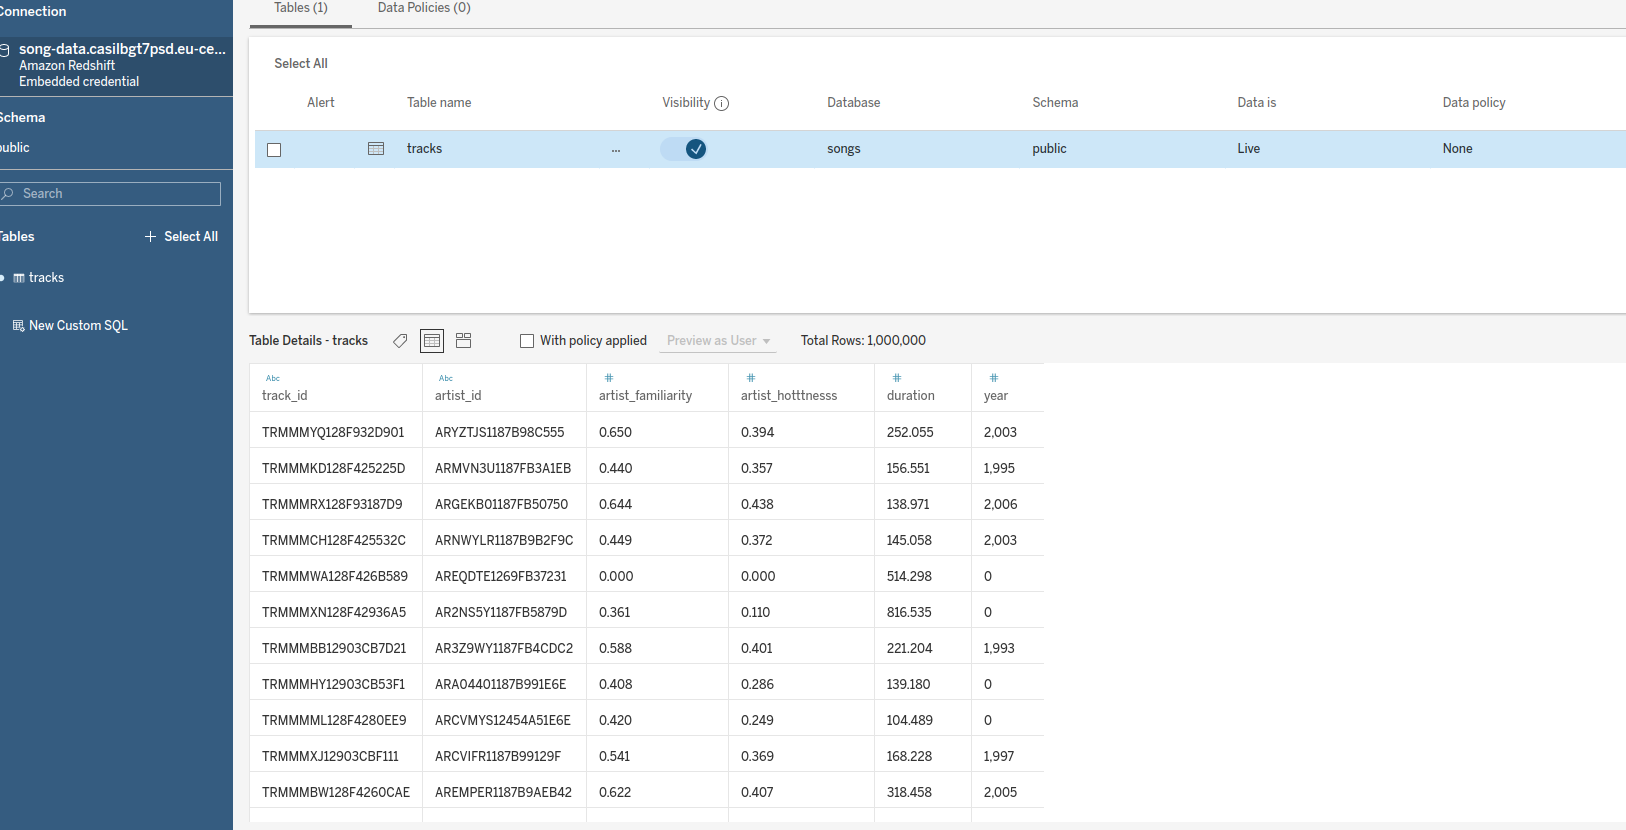 Connection
song-data.casilbgt7psd.eu-ce...
Amazon Redshift
Embedded credential
Schema
public
Search
Tables + Select All
tracks
New Custom SQL
Tables (1) Data Policies (0)
Select All
Alert Table name Visibility Database Schema Data is Data policy
tracks ... songs public Live None
Table Details - tracks With policy applied Preview as User Total Rows: 1,000,000
Abc Abc # # # #
track_id artist_id artist_familiarity artist_hotttnesss duration year
TRMMMYQ128F932D901 ARYZTJS1187B98C555 0.650 0.394 252.055 2,003
TRMMMKD128F425225D ARMVN3U1187FB3A1EB 0.440 0.357 156.551 1,995
TRMMMRX128F93187D9 ARGEKB01187FB50750 0.644 0.438 138.971 2,006
TRMMMCH128F425532C ARNWYLR1187B9B2F9C 0.449 0.372 145.058 2,003
TRMMMWA128F426B589 AREQDTE1269FB37231 0.000 0.000 514.298 0
TRMMMXN128F42936A5 AR2NS5Y1187FB5879D 0.361 0.110 816.535 0
TRMMMBB12903CB7D21 AR3Z9WY1187FB4CDC2 0.588 0.401 221.204 1,993
TRMMMHY12903CB53F1 ARA04401187B991E6E 0.408 0.286 139.180 0
TRMMMML128F4280EE9 ARCVMYS12454A51E6E 0.420 0.249 104.489 0
TRMMMXJ12903CBF111 ARCVIFR1187B99129F 0.541 0.369 168.228 1,997
TRMMMBW128F4260CAE AREMPER1187B9AEB42 0.622 0.407 318.458 2,005